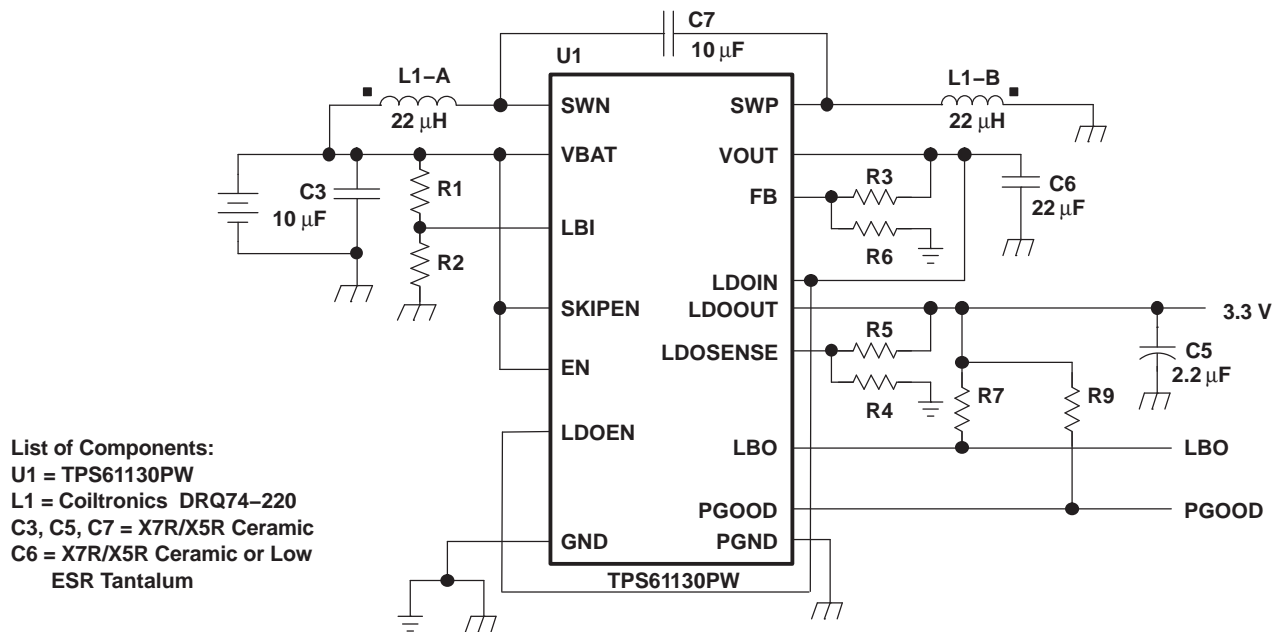 C7
10 µF
U1
L1–A
22 µH
L1–B
22 µH
SWN
SWP
VBAT
VOUT
C3
10 µF
R1
R3
C6
22 µF
FB
LBI
R6
R2
LDOIN
SKIPEN
LDOOUT
3.3 V
R5
LDOSENSE
C5
2.2 µF
EN
R4
R7
R9
LDOEN
LBO
LBO
PGOOD
PGOOD
GND
PGND
TPS61130PW
List of Components:
U1 = TPS61130PW
L1 = Coiltronics DRQ74–220
C3, C5, C7 = X7R/X5R Ceramic
C6 = X7R/X5R Ceramic or Low
ESR Tantalum